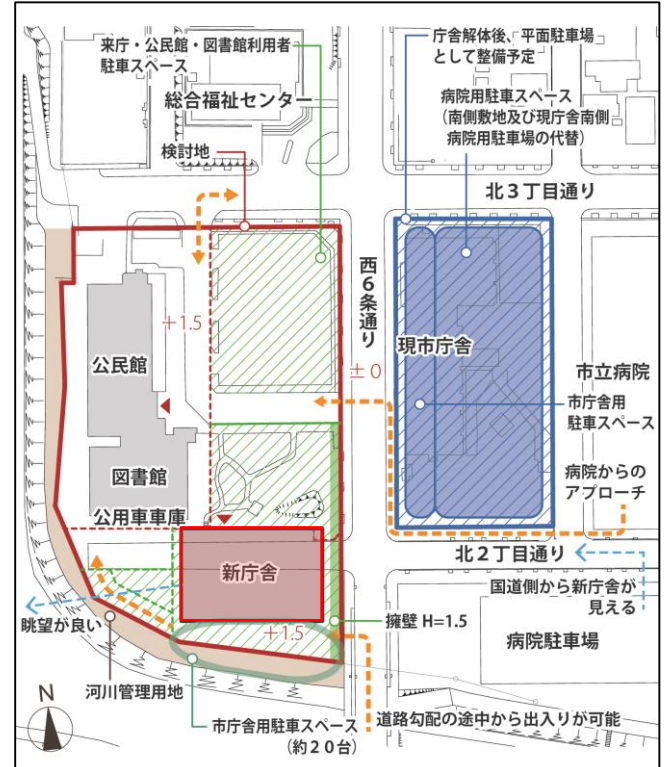 来庁・公民館・図書館利用者
駐車スペース
総合福祉センター
検討地
庁舎解体後、平面駐車場
として整備予定
病院用駐車スペース
（南側敷地及び現庁舎南側
病院用駐車場の代替）
北３丁目通り
西６条通り
＋1.5
±０
公民館
現市庁舎
市立病院
市庁舎用
駐車スペース
図書館
病院からの
アプローチ
公用車車庫
新庁舎
北２丁目通り
国道側から新庁舎が
見える
眺望が良い
＋1.5
擁壁 H=1.5
病院駐車場
河川管理用地
N
市庁舎用駐車スペース
（約２０台）
道路勾配の途中から出入りが可能